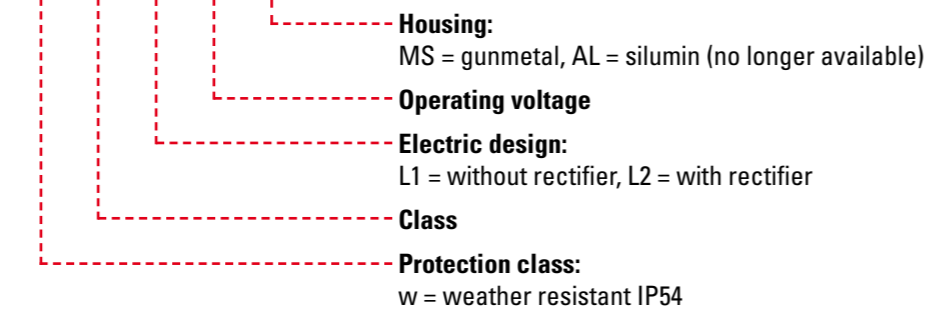 Housing:
MS = gunmetal, AL = silumin (no longer available)
Operating voltage
Electric design:
L1 = without rectifier, L2 = with rectifier
Class
Protection class:
w = weather resistant IP54